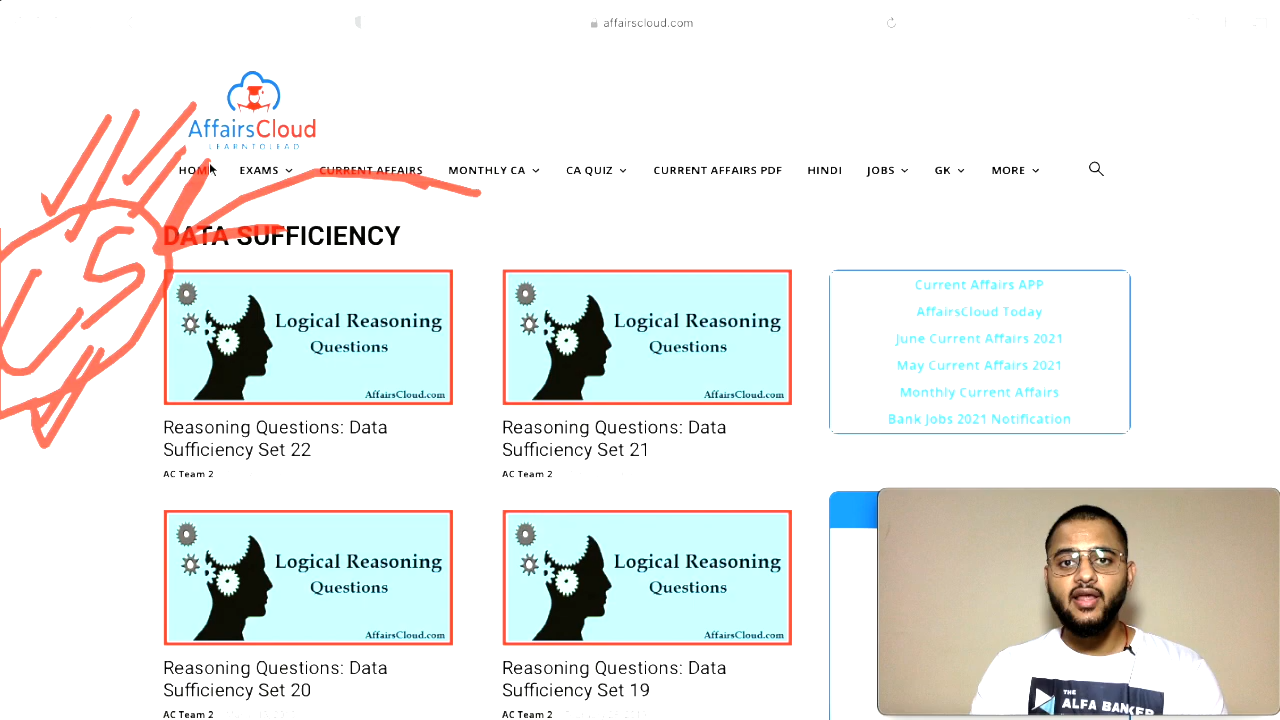 affairscloud.com
AffairsCloud
LEARNTOLEAD
HOME EXAMS CURRENT AFFAIRS MONTHLY CA CA QUIZ CURRENT AFFAIRS PDF HINDI JOBS GK MORE
DATA SUFFICIENCY
Logical Reasoning
Questions
AffairsCloud.com
Reasoning Questions: Data
Sufficiency Set 22
AC Team 2
Logical Reasoning
Questions
AffairsCloud.com
Reasoning Questions: Data
Sufficiency Set 21
AC Team 2
Current Affairs APP
AffairsCloud Today
June Current Affairs 2021
May Current Affairs 2021
Monthly Current Affairs
Bank Jobs 2021 Notification
Logical Reasoning
Questions
AffairsCloud.com
Reasoning Questions: Data
Sufficiency Set 20
AC Team 2
Logical Reasoning
Questions
AffairsCloud.com
Reasoning Questions: Data
Sufficiency Set 19
AC Team 2
THE
ALFA BANKER